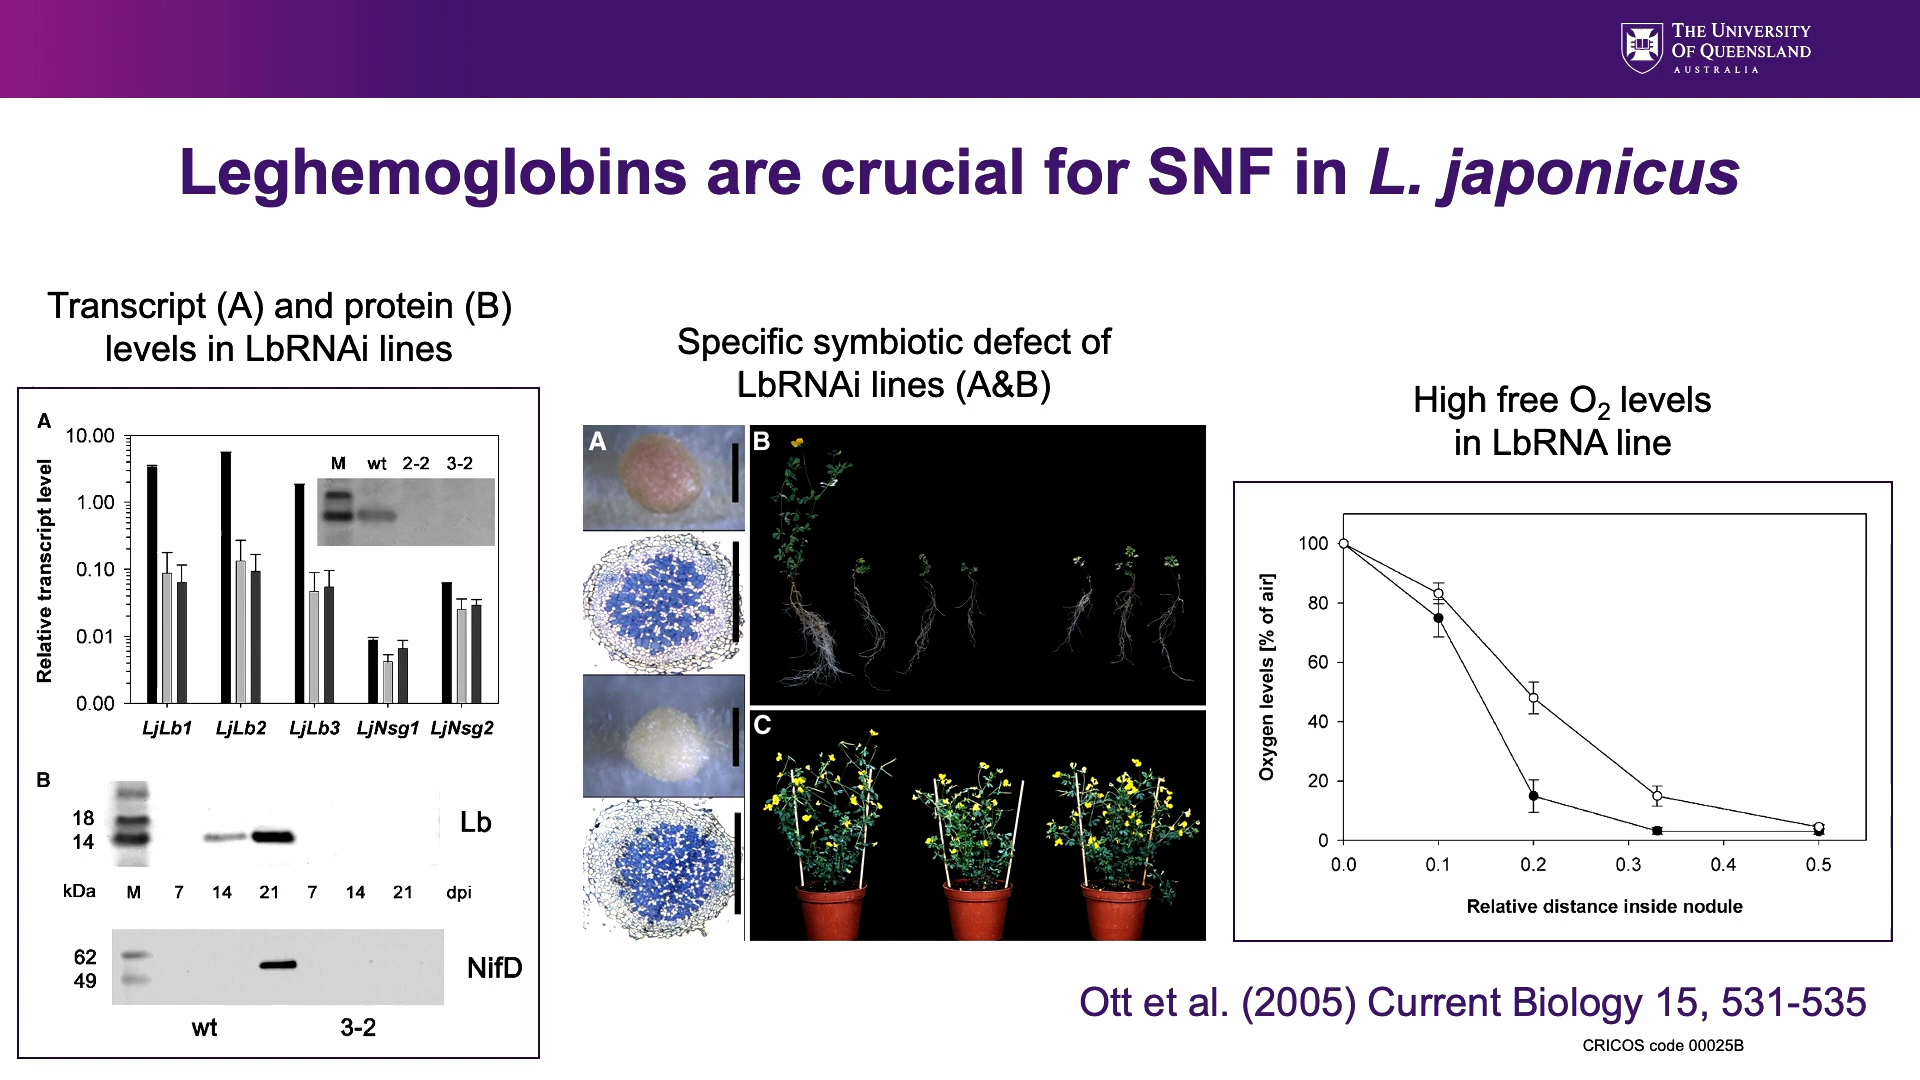 THE UNIVERSITY
OF QUEENSLAND
AUSTRALIA
Leghemoglobins are crucial for SNF in L. japonicus
Transcript (A) and protein (B)
levels in LbRNAi lines
A
Relative transcript level
10.00
1.00
0.10
0.01
0.00
M wt 2-2 3-2
LjLb1 LjLb2 LjLb3 LjNsg1 LjNsg2
B
18
14
Lb
kDa M 7 14 21 7 14 21 dpi
62
49
NifD
wt 3-2
Specific symbiotic defect of
LbRNAi lines (A&B)
A
B
C
High free O₂ levels
in LbRNA line
Oxygen levels [% of air]
100
80
60
40
20
0
0.0 0.1 0.2 0.3 0.4 0.5
Relative distance inside nodule
Ott et al. (2005) Current Biology 15, 531-535
CRICOS code 00025B